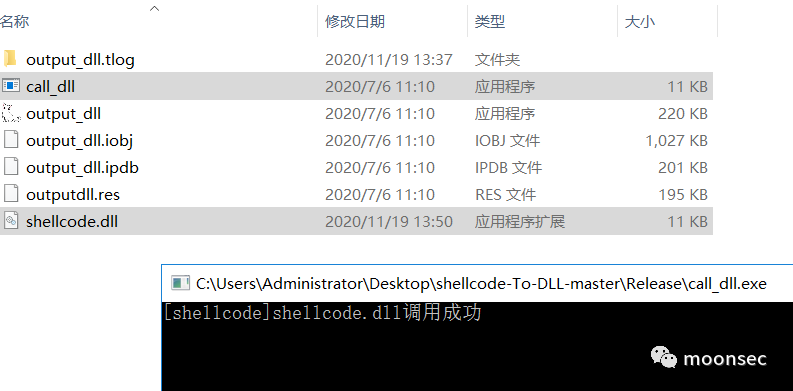 名称 修改日期 类型 大小
output_dll.tlog 2020/11/19 13:37 文件夹
call_dll 2020/7/6 11:10 应用程序 11 KB
output_dll 2020/7/6 11:10 应用程序 220 KB
output_dll.iobj 2020/7/6 11:10 IOBJ 文件 1,027 KB
output_dll.ipdb 2020/7/6 11:10 IPDB 文件 201 KB
outputdll.res 2020/7/6 11:10 RES 文件 195 KB
shellcode.dll 2020/11/19 13:50 应用程序扩展 11 KB
C:\Users\Administrator\Desktop\shellcode-To-DLL-master\Release\call_dll.exe
[shellcode]shellcode.dll调用成功
moonsec